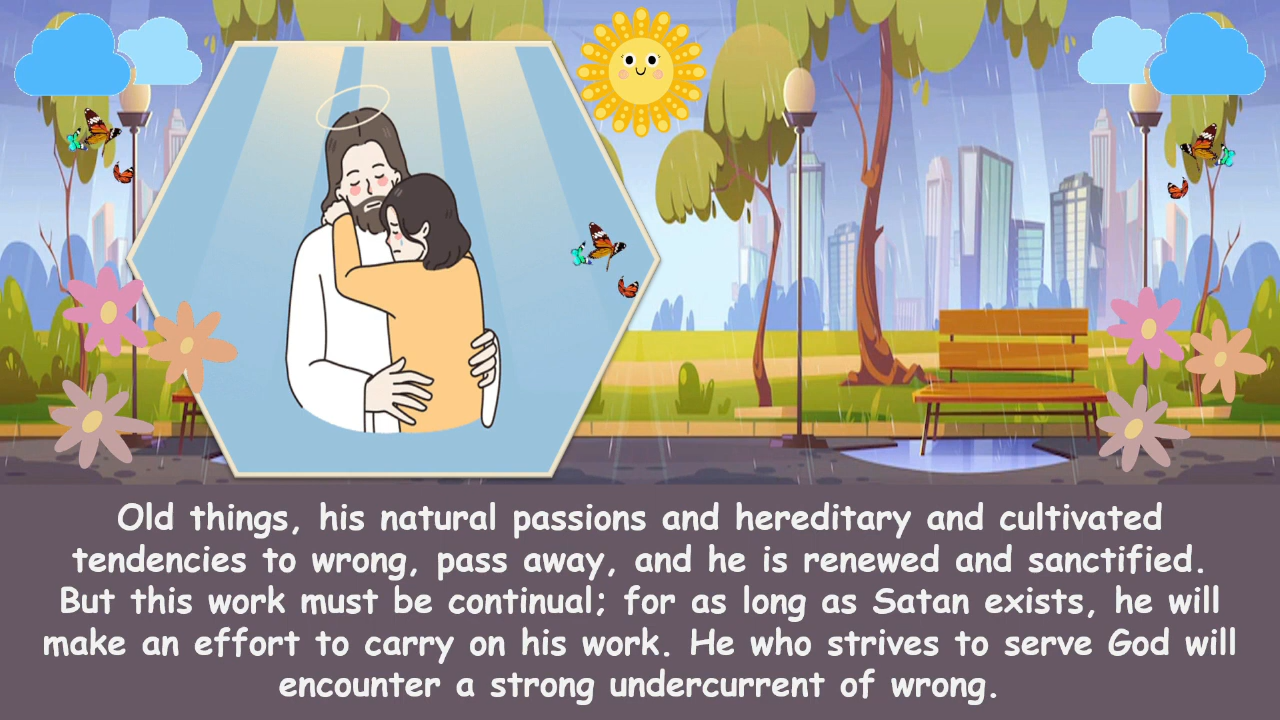 Old things, his natural passions and hereditary and cultivated
tendencies to wrong, pass away, and he is renewed and sanctified.
But this work must be continual; for as long as Satan exists, he will
make an effort to carry on his work. He who strives to serve God will
encounter a strong undercurrent of wrong.